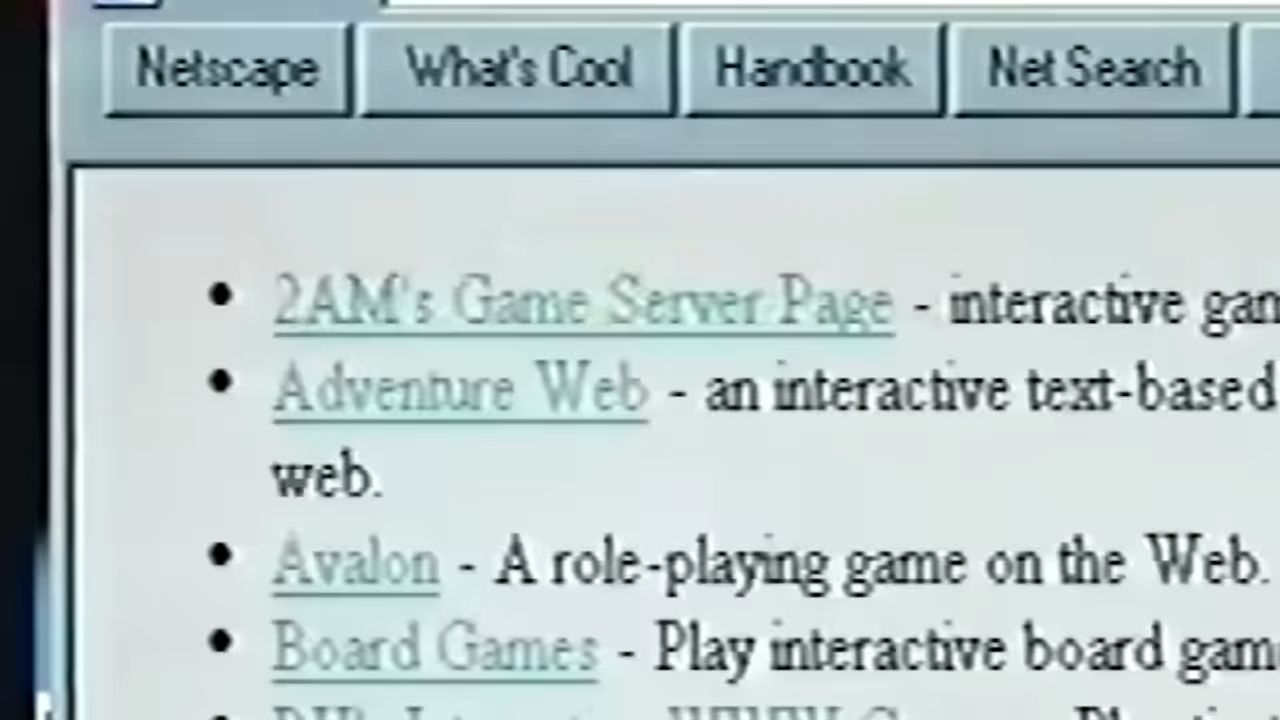 Netscape What's Cool Handbook Net Search
2AM's Game Server Page - interactive gam
Adventure Web - an interactive text-based
web.
Avalon - A role-playing game on the Web.
Board Games - Play interactive board gam